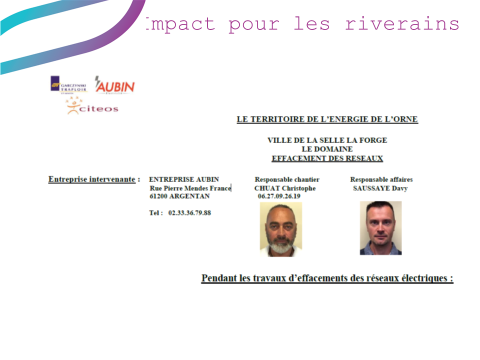 Impact pour les riverains
GARCZYNSKI
TRAPLOIR
AUBIN
citeos
LE TERRITOIRE DE L'ENERGIE DE L'ORNE
VILLE DE LA SELLE LA FORGE
LE DOMAINE
EFFACEMENT DES RESEAUX
Entreprise intervenante : ENTREPRISE AUBIN Responsable chantier Responsable affaires
Rue Pierre Mendes France CHUAT Christophe SAUSSAYE Davy
61200 ARGENTAN 06.27.09.26.19
Tel : 02.33.36.79.88
Pendant les travaux d'effacements des réseaux électriques :